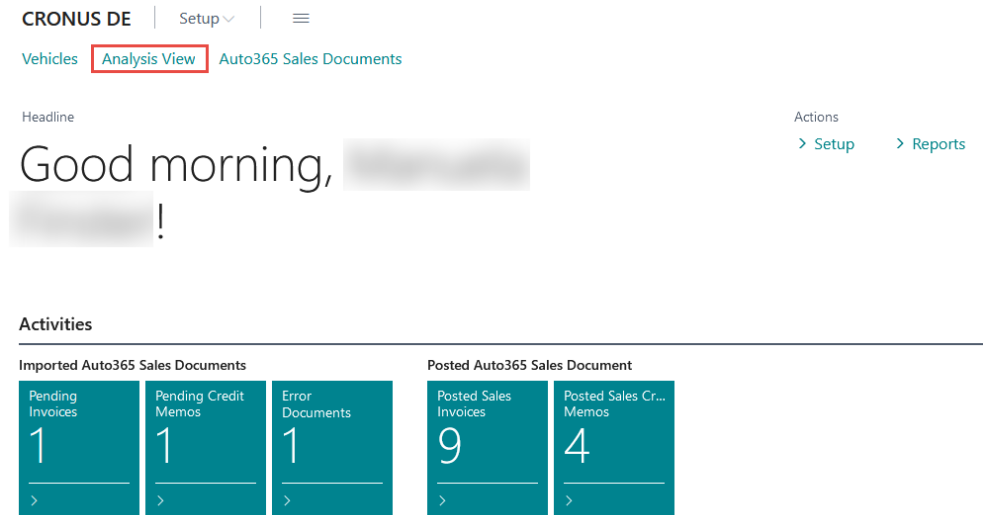 CRONUS DE
Setup
Vehicles
Analysis View
Auto365 Sales Documents
Headline
Good morning,
!
Actions
Setup
Reports
Activities
Imported Auto365 Sales Documents
Pending
Invoices
1
Pending Credit
Memos
1
Error
Documents
1
Posted Auto365 Sales Document
Posted Sales
Invoices
9
Posted Sales Cr...
Memos
4